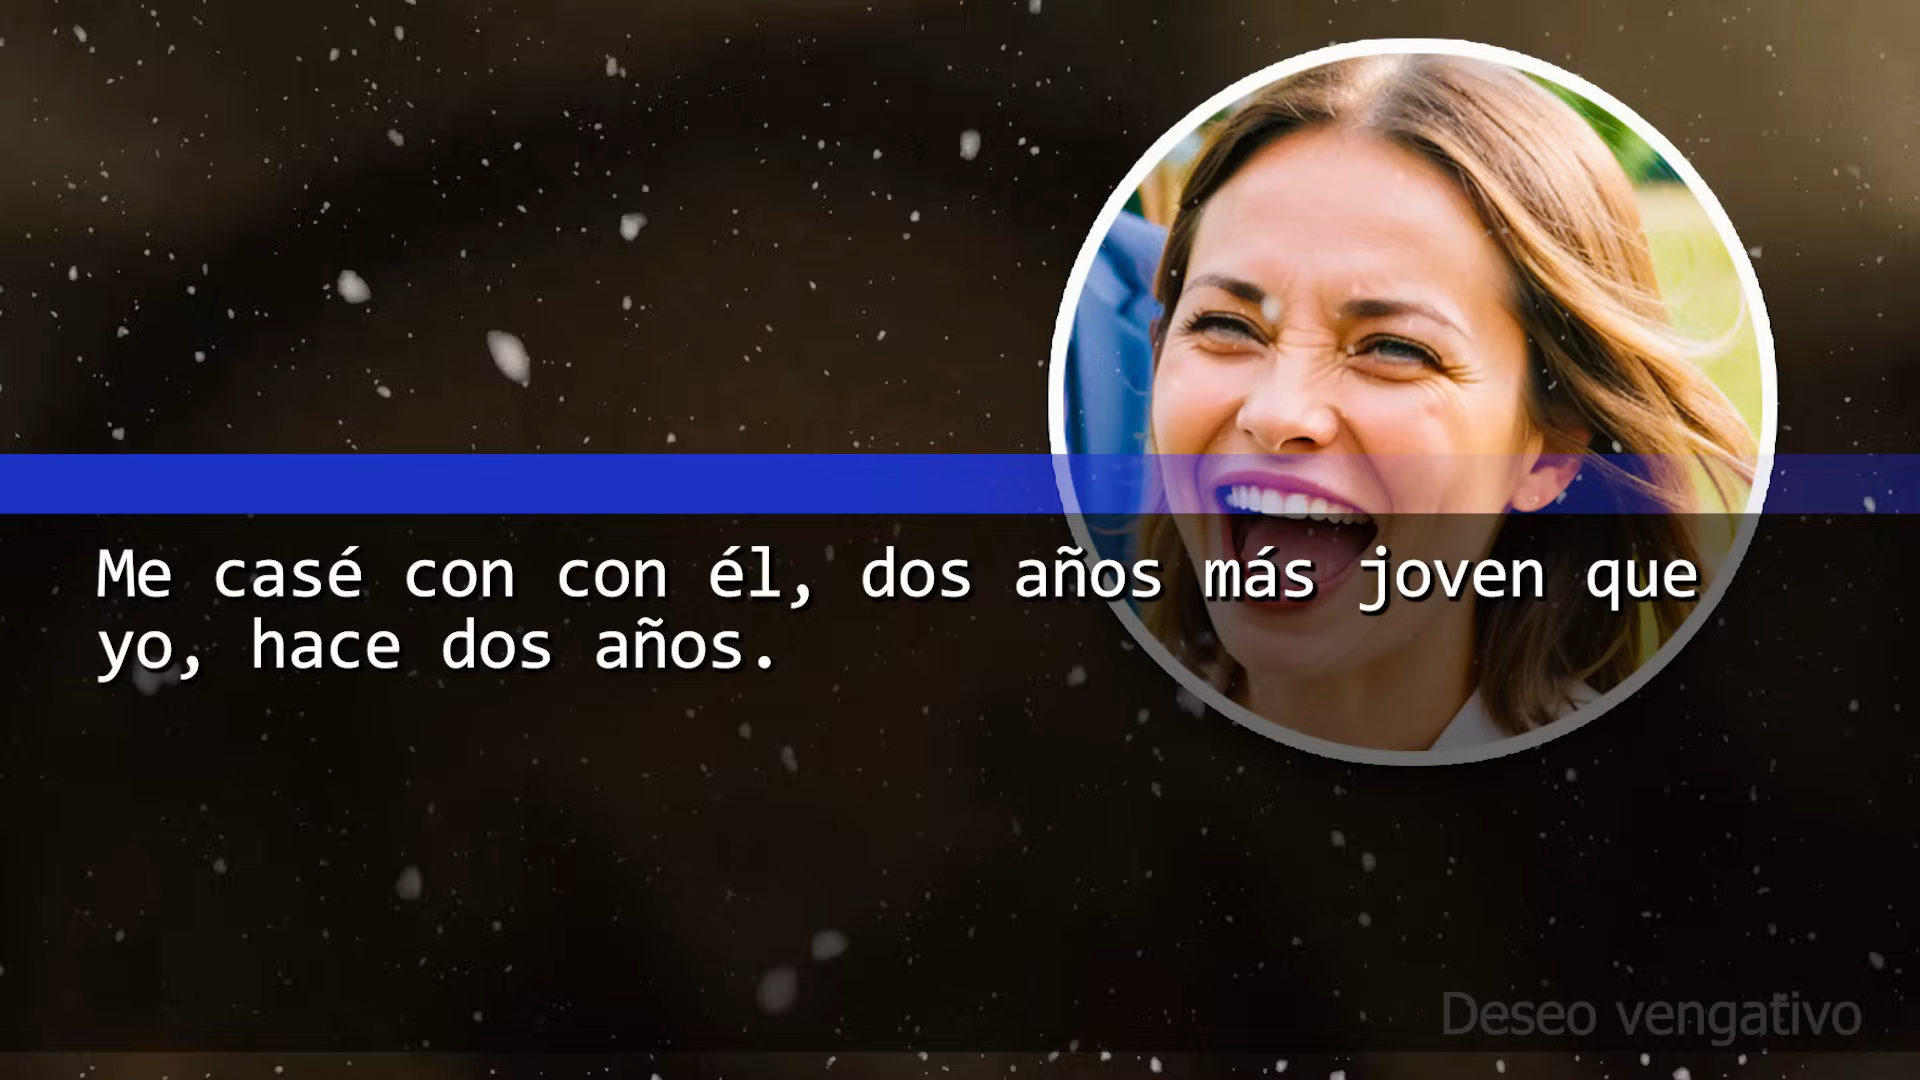 Me casé con con él, dos años más joven que
yo, hace dos años.
Deseo vengativo